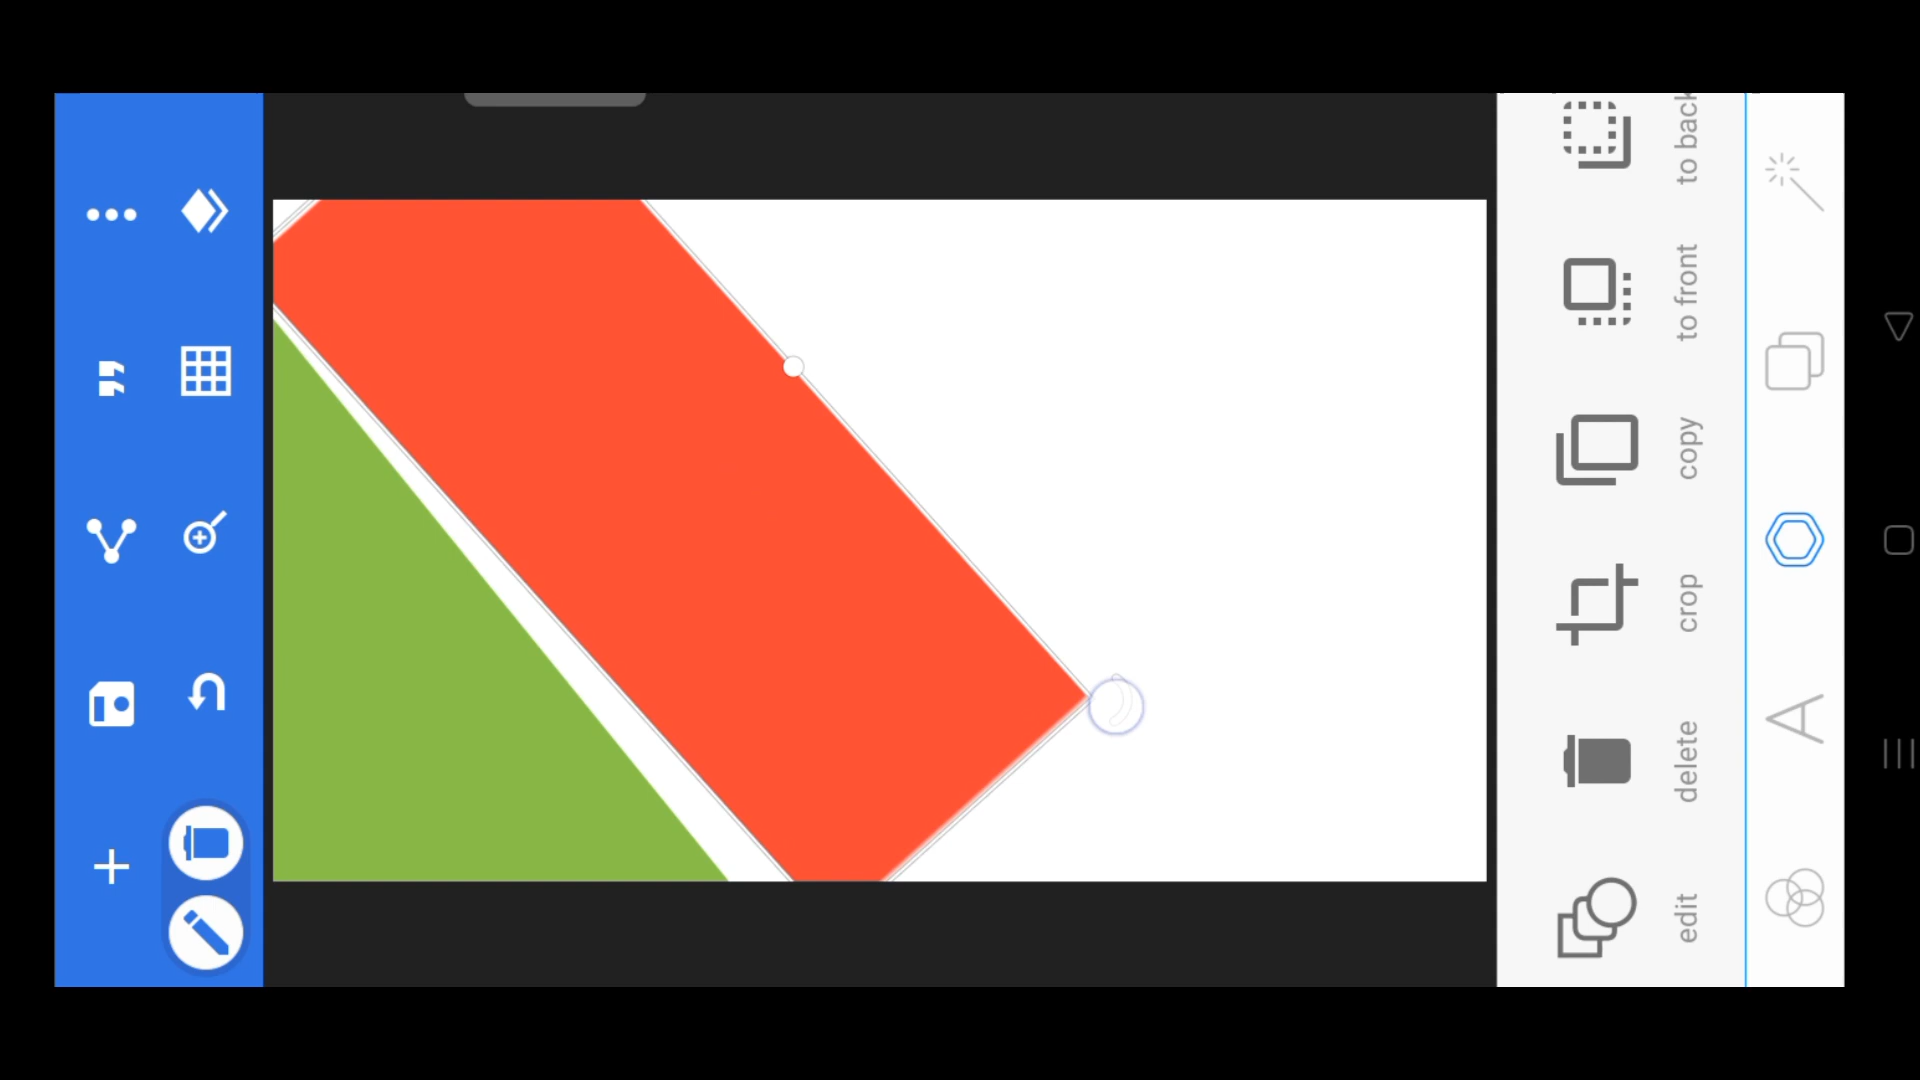 to back
to front
copy
crop
delete
edit